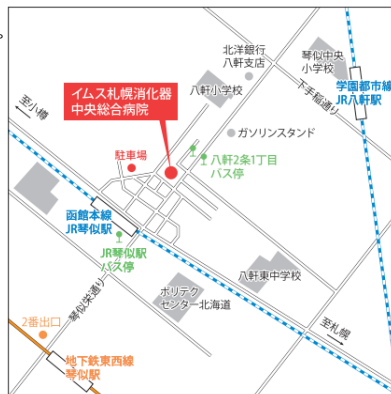 北洋銀行
八軒支店
琴似中央
小学校
八軒小学校
下手稲通り
学園都市線
JR八軒駅
イムス札幌消化器
中央総合病院
至小樽
ガソリンスタンド
駐車場
八軒2条1丁目
バス停
函館本線
JR琴似駅
JR琴似駅
バス停
八軒東中学校
ポリテク
センター北海道
琴似栄通り
至札幌
2番出口
地下鉄東西線
琴似駅